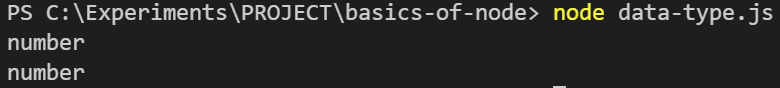 PS C:\Experiments\PROJECT\basics-of-node> node data-type.js
number
number